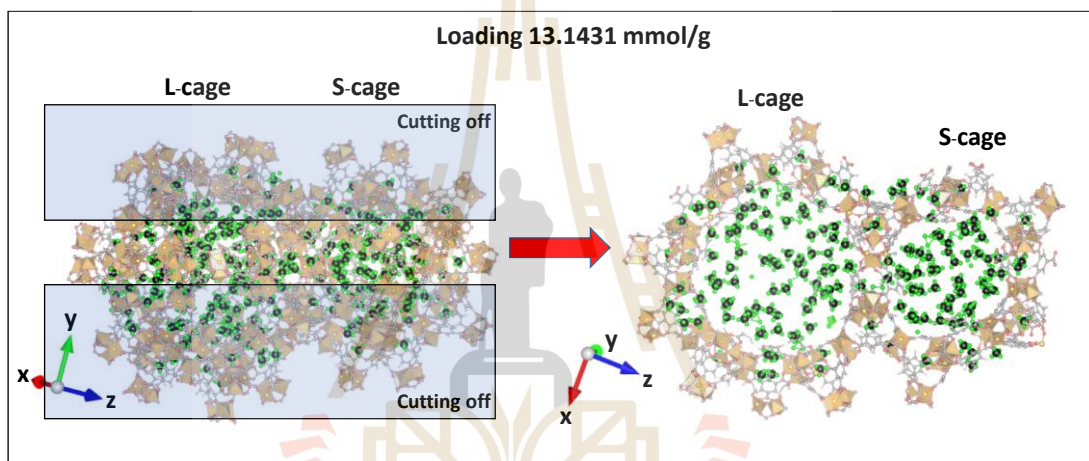 Loading 13.1431 mmol/g
L-cage
S-cage
Cutting off
y
x
z
Cutting off
L-cage
S-cage
y
z
x